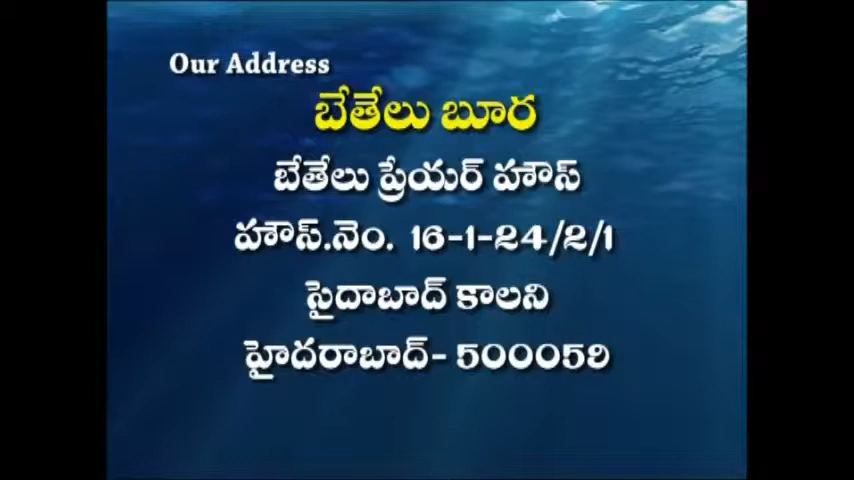 Our Address
బేతేలు బూర
బేతేలు ప్రేయర్ హౌస్
హౌస్.నెం. 16-1-24/2/1
సైదాబాద్ కాలని
హైదరాబాద్- 500059